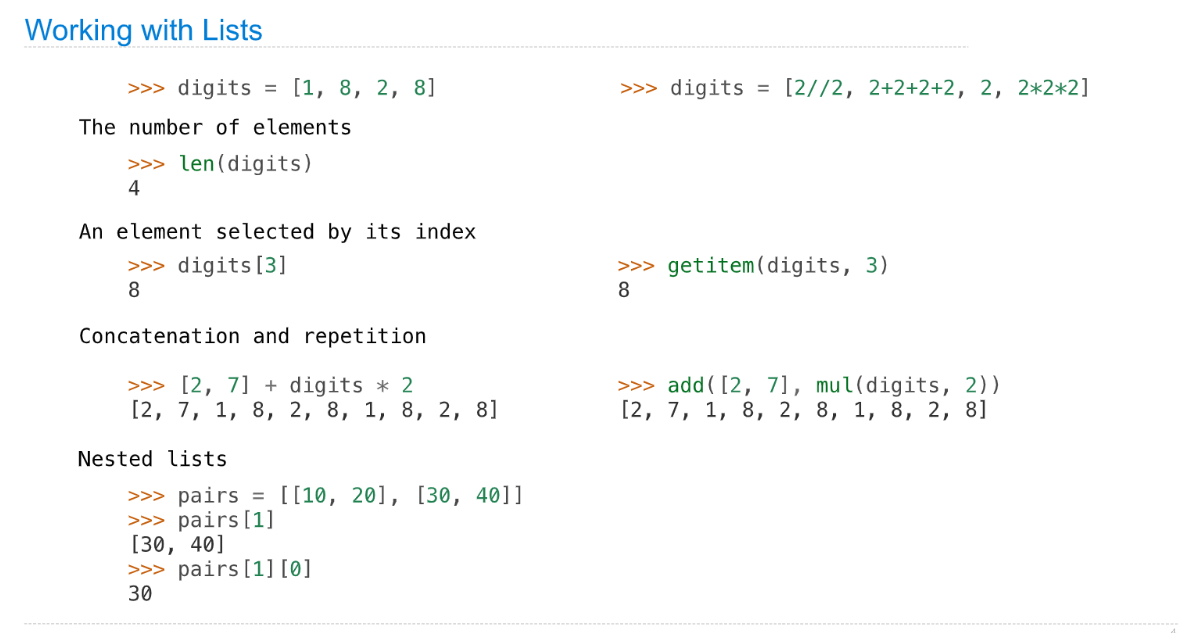 Working with Lists
>>> digits = [1, 8, 2, 8]
>>> digits = [2//2, 2+2+2+2, 2, 2*2*2]
The number of elements
>>> len(digits)
4
An element selected by its index
>>> digits[3]
8
>>> getitem(digits, 3)
8
Concatenation and repetition
>>> [2, 7] + digits * 2
[2, 7, 1, 8, 2, 8, 1, 8, 2, 8]
>>> add([2, 7], mul(digits, 2))
[2, 7, 1, 8, 2, 8, 1, 8, 2, 8]
Nested lists
>>> pairs = [[10, 20], [30, 40]]
>>> pairs[1]
[30, 40]
>>> pairs[1][0]
30
4